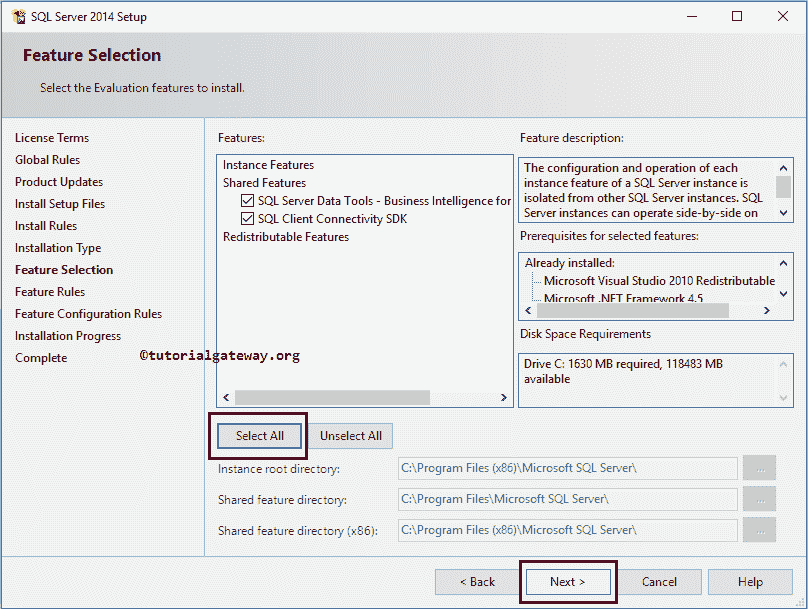 SQL Server 2014 Setup
Feature Selection
Select the Evaluation features to install.
License Terms
Global Rules
Product Updates
Install Setup Files
Install Rules
Installation Type
Feature Selection
Feature Rules
Feature Configuration Rules
Installation Progress
Complete
©tutorialgateway.org
Features:
Instance Features
Shared Features
SQL Server Data Tools - Business Intelligence for
SQL Client Connectivity SDK
Redistributable Features
Feature description:
The configuration and operation of each
instance feature of a SQL Server instance is
isolated from other SQL Server instances. SQL
Server instances can operate side-by-side on
Prerequisites for selected features:
Already installed:
Microsoft Visual Studio 2010 Redistributable
Microsoft .NET Framework 4.5
Disk Space Requirements
Drive C: 1630 MB required, 118483 MB
available
Select All
Unselect All
Instance root directory:
C:\Program Files (x86)\Microsoft SQL Server\
...
Shared feature directory:
C:\Program Files\Microsoft SQL Server\
...
Shared feature directory (x86):
C:\Program Files (x86)\Microsoft SQL Server\
...
< Back
Next >
Cancel
Help